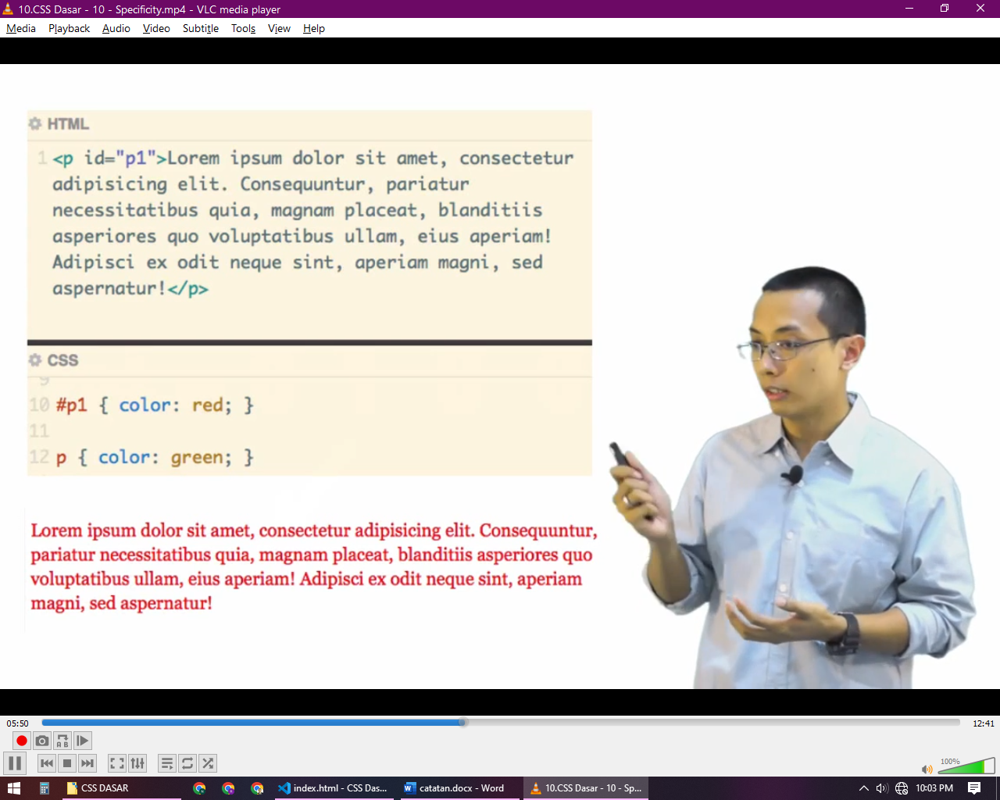 10.CSS Dasar - 10 - Specificity.mp4 - VLC media player
Media Playback Audio Video Subtitle Tools View Help
HTML
1 <p id="p1">Lorem ipsum dolor sit amet, consectetur
adipisicing elit. Consequuntur, pariatur
necessitatibus quia, magnam placeat, blanditiis
asperiores quo voluptatibus ullam, eius aperiam!
Adipisci ex odit neque sint, aperiam magni, sed
aspernatur!</p>
CSS
9
10 #p1 { color: red; }
11
12 p { color: green; }
Lorem ipsum dolor sit amet, consectetur adipisicing elit. Consequuntur,
pariatur necessitatibus quia, magnam placeat, blanditiis asperiores quo
voluptatibus ullam, eius aperiam! Adipisci ex odit neque sint, aperiam
magni, sed aspernatur!
05:50 12:41
A B
100%
CSS DASAR index.html - CSS Das... catatan.docx - Word 10.CSS Dasar - 10 - Sp... 10:03 PM